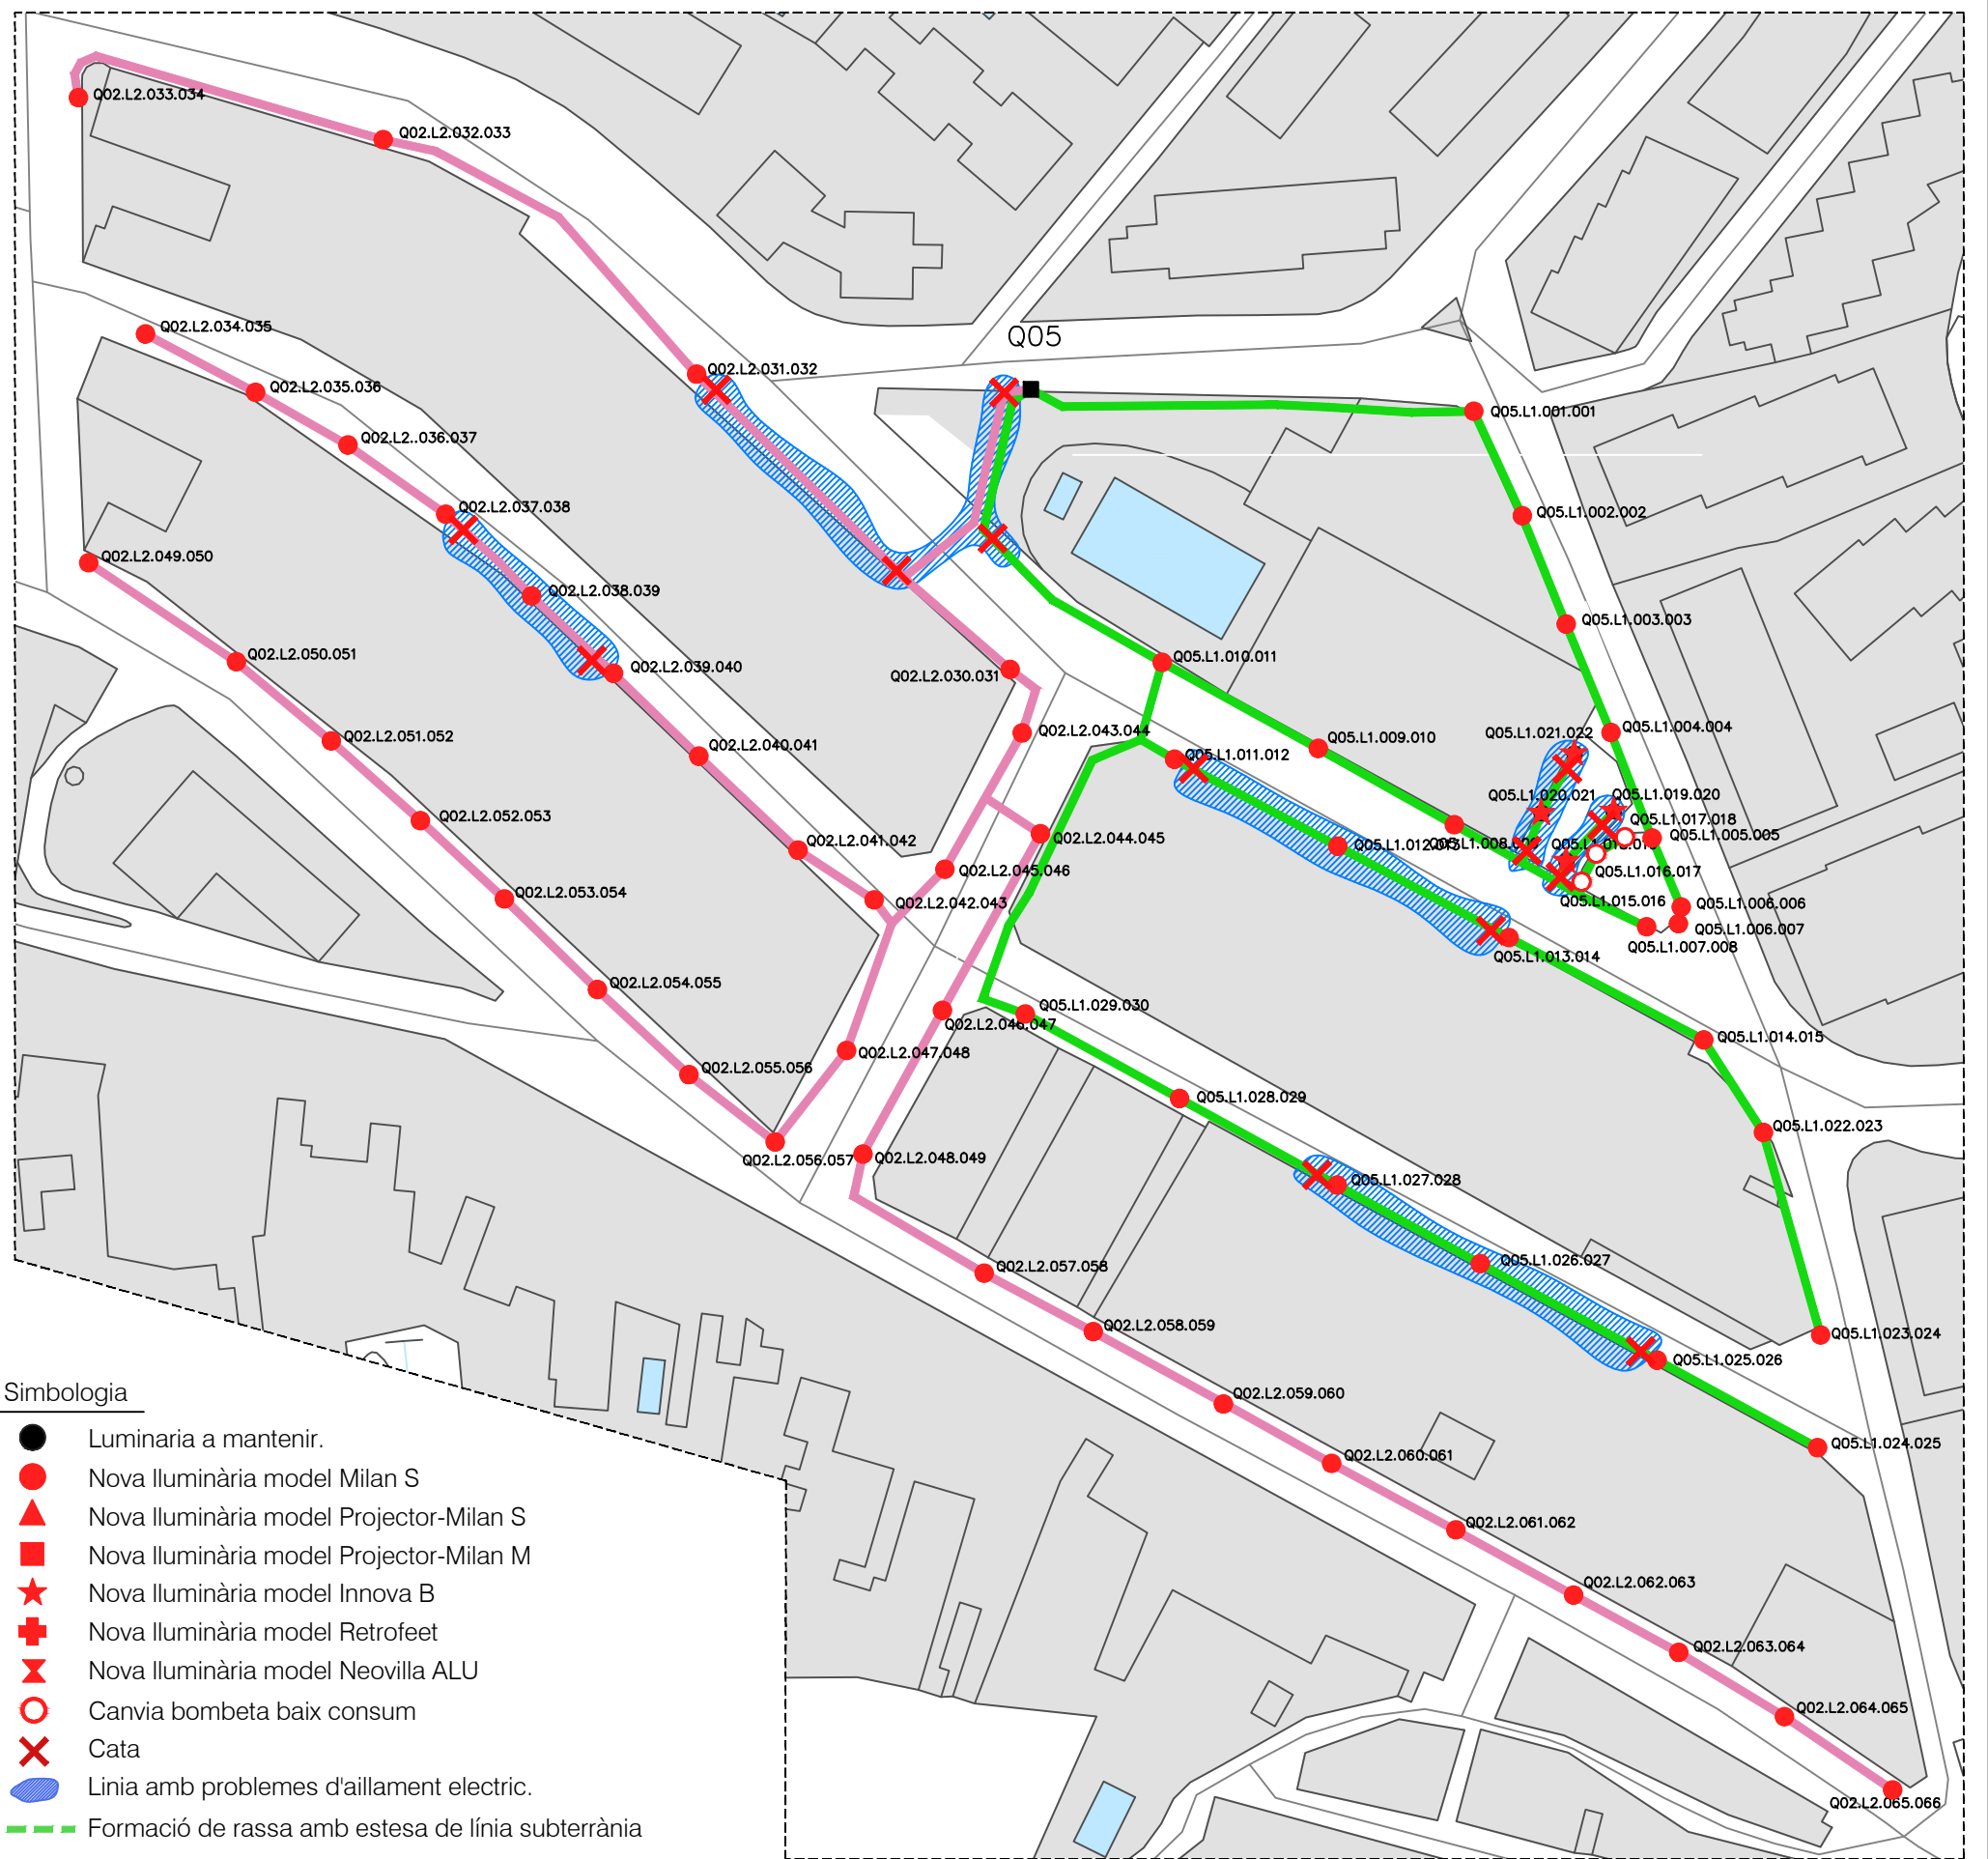 Q02.L2.033.034
Q02.L2.032.033
Q02.L2.034.035
Q05
Q02.L2.031.032
Q02.L2.035.036
Q05.L1.001.001
Q02.L2..036.037
Q02.L2.037.038
Q05.L1.002.002
Q02.L2.049.050
Q02.L2.038.039
Q05.L1.003.003
Q02.L2.050.051
Q05.L1.010.011
Q02.L2.039.040
Q02.L2.030.031
Q05.L1.004.004
Q02.L2.043.044
Q05.L1.021.022
Q02.L2.051.052
Q05.L1.009.010
Q02.L2.040.041
Q05.L1.011.012
Q05.L1.020.021
Q05.L1.019.020
Q02.L2.052.053
Q05.L1.017.018
Q02.L2.044.045
Q05.L1.005.005
Q02.L2.041.042
Q05.L1.012.013
Q05.L1.008.009
Q02.L2.045.046
Q05.L1.016.017
Q02.L2.053.054
Q02.L2.042.043
Q05.L1.015.016
Q05.L1.006.006
Q05.L1.006.007
Q05.L1.007.008
Q05.L1.013.014
Q02.L2.054.055
Q05.L1.029.030
Q02.L2.046.047
Q05.L1.014.015
Q02.L2.047.048
Q02.L2.055.056
Q05.L1.028.029
Q05.L1.022.023
Q02.L2.056.057
Q02.L2.048.049
Q05.L1.027.028
Q05.L1.026.027
Q02.L2.057.058
Q02.L2.058.059
Q05.L1.023.024
Q05.L1.025.026
Q02.L2.059.060
Q05.L1.024.025
Q02.L2.060.061
Q02.L2.061.062
Q02.L2.062.063
Q02.L2.063.064
Q02.L2.064.065
Q02.L2.065.066
Simbologia
Luminaria a mantenir.
Nova lluminària model Milan S
Nova lluminària model Projector-Milan S
Nova lluminària model Projector-Milan M
Nova lluminària model Innova B
Nova lluminària model Retrofeet
Nova lluminària model Neovilla ALU
Canvia bombeta baix consum
Cata
Linia amb problemes d'aillament electric.
Formació de rassa amb estesa de línia subterrània